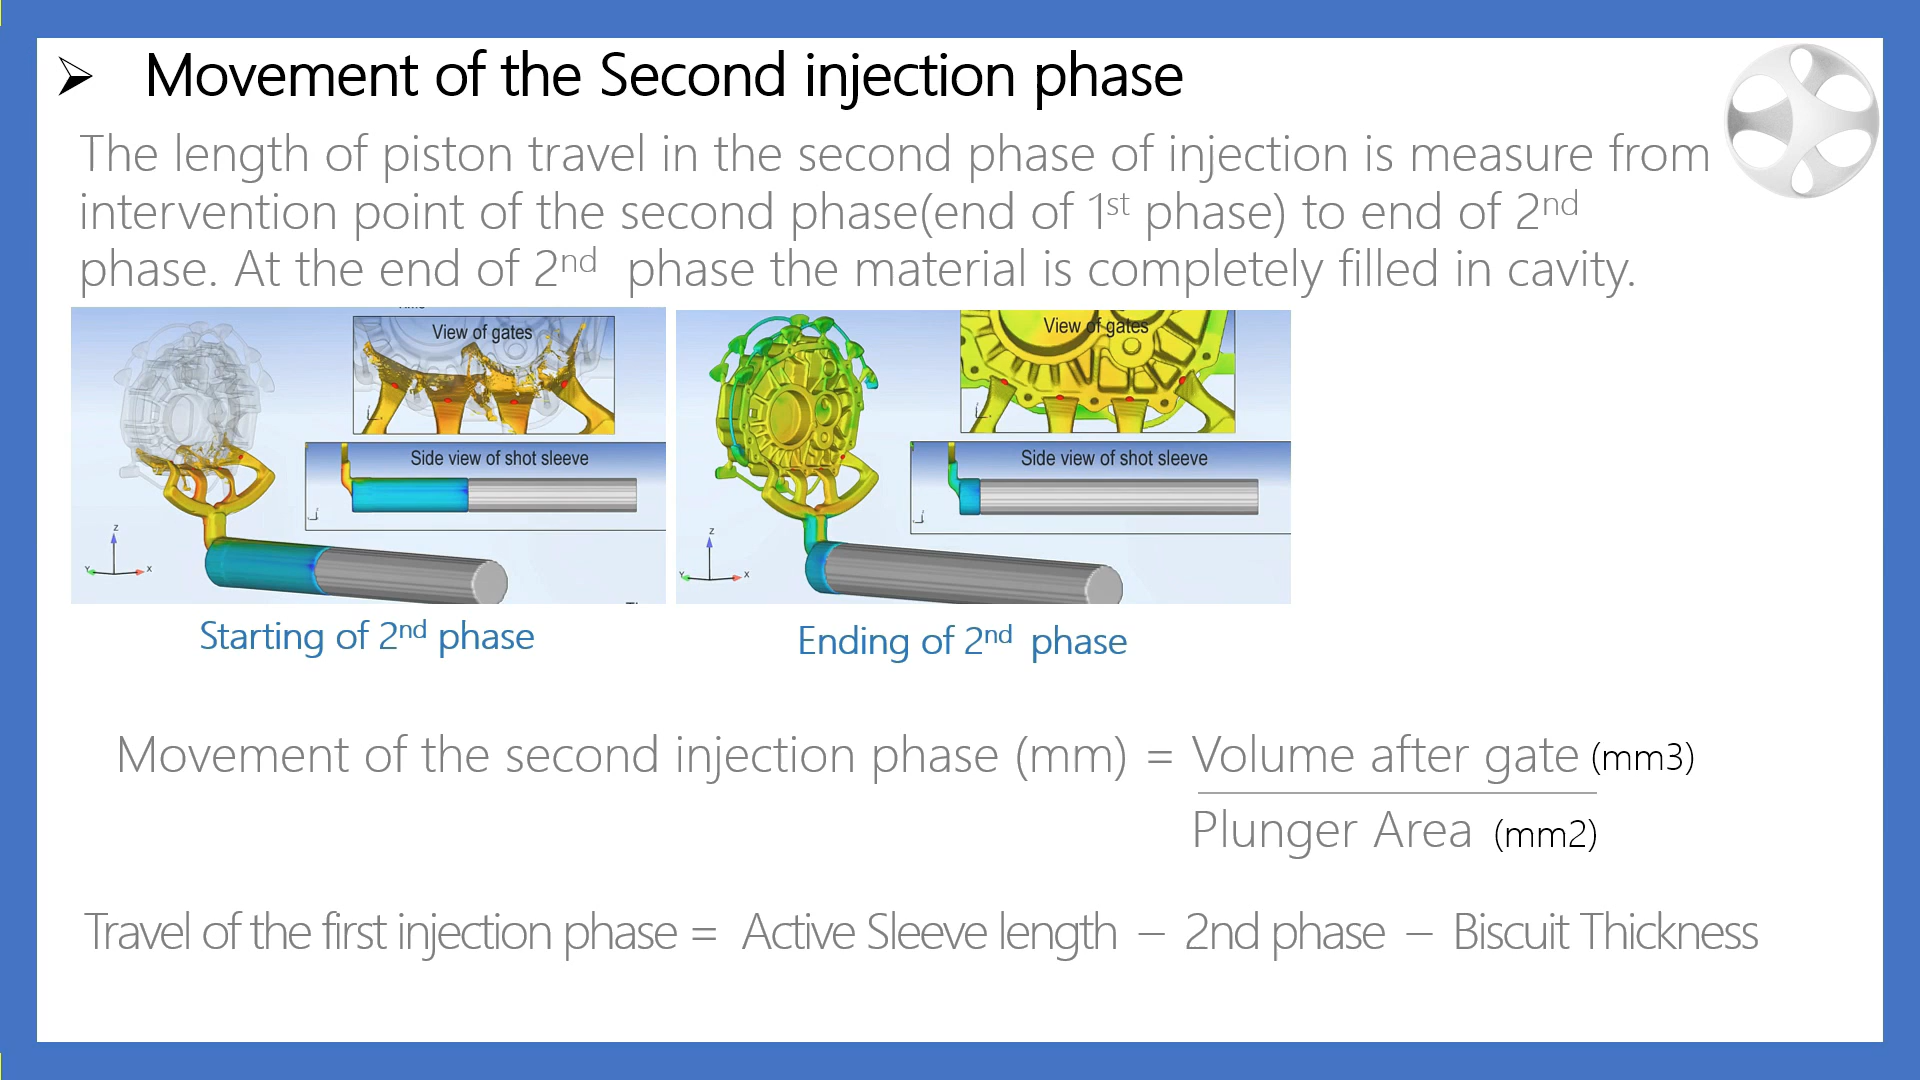 ➢ Movement of the Second injection phase
The length of piston travel in the second phase of injection is measure from
intervention point of the second phase(end of 1st phase) to end of 2nd
phase. At the end of 2nd phase the material is completely filled in cavity.
View of gates
Side view of shot sleeve
z
Y
X
View of gates
Side view of shot sleeve
z
Y
X
Starting of 2nd phase
Ending of 2nd phase
Movement of the second injection phase (mm) = Volume after gate (mm3)
Plunger Area (mm2)
Travel of the first injection phase = Active Sleeve length – 2nd phase – Biscuit Thickness